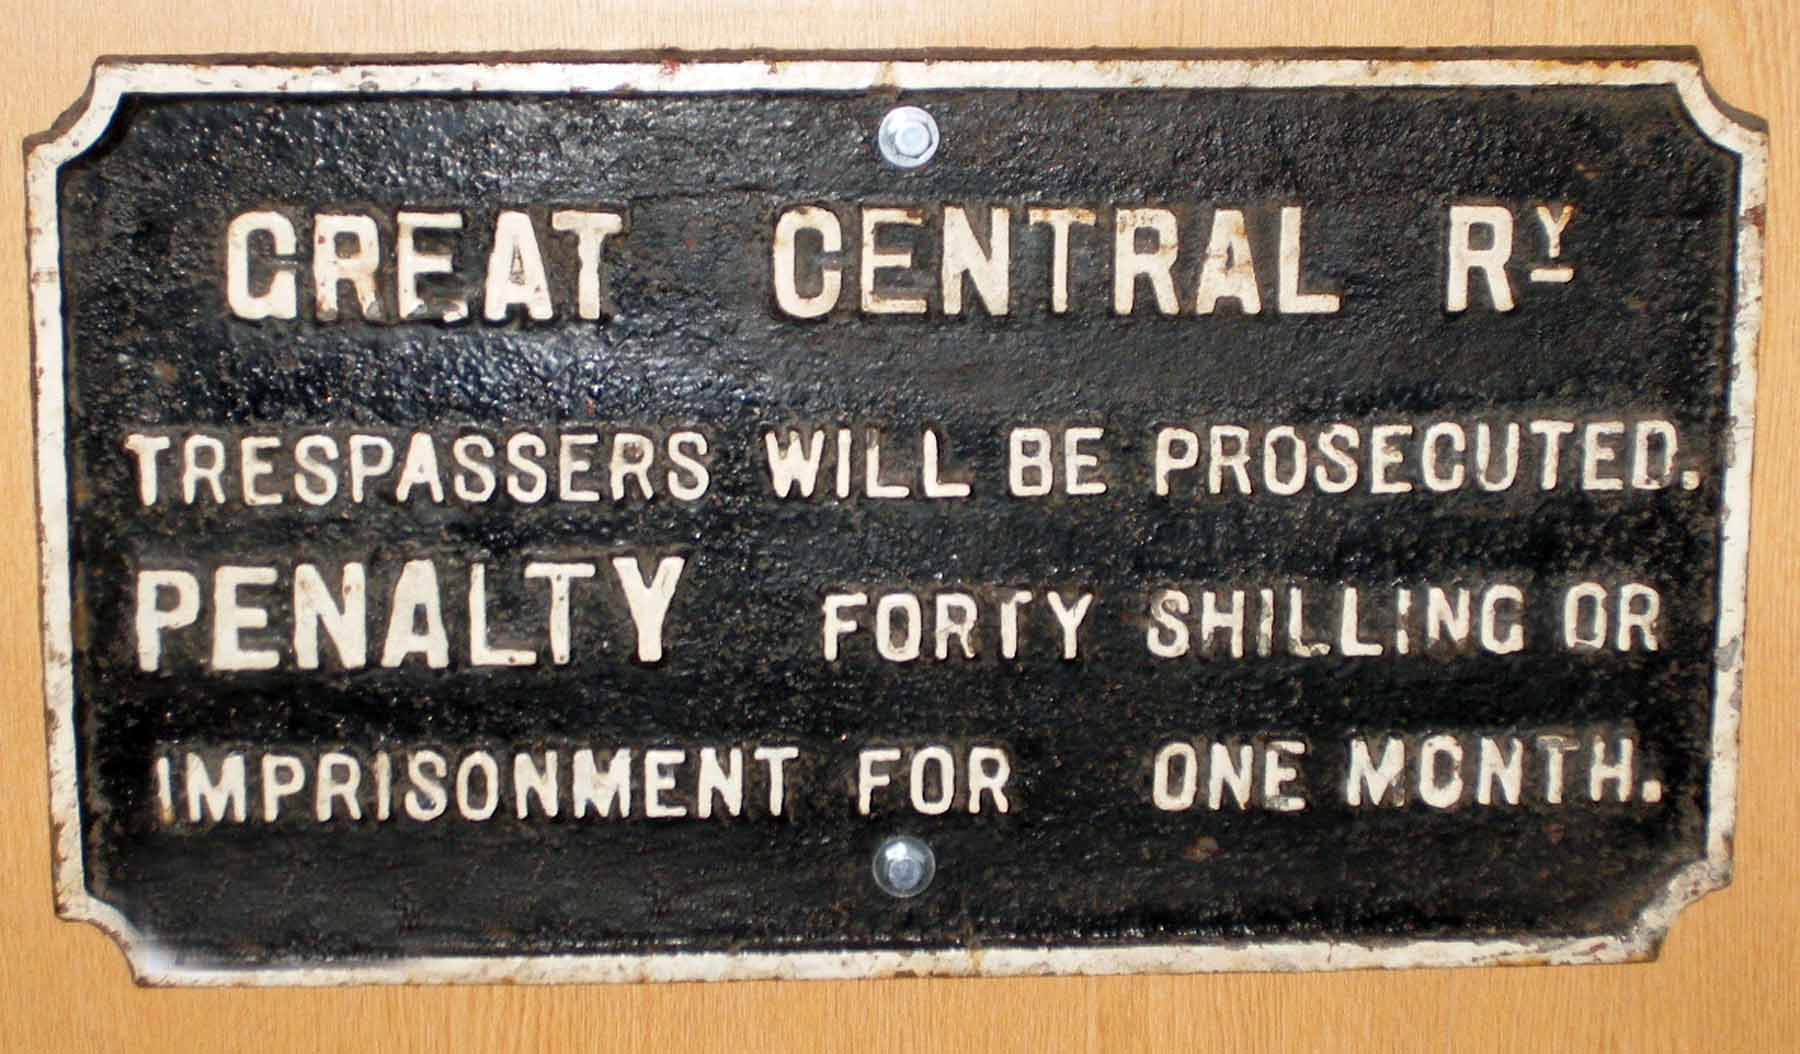 GREAT CENTRAL RY
TRESPASSERS WILL BE PROSECUTED.
PENALTY FORTY SHILLING OR
IMPRISONMENT FOR ONE MONTH.